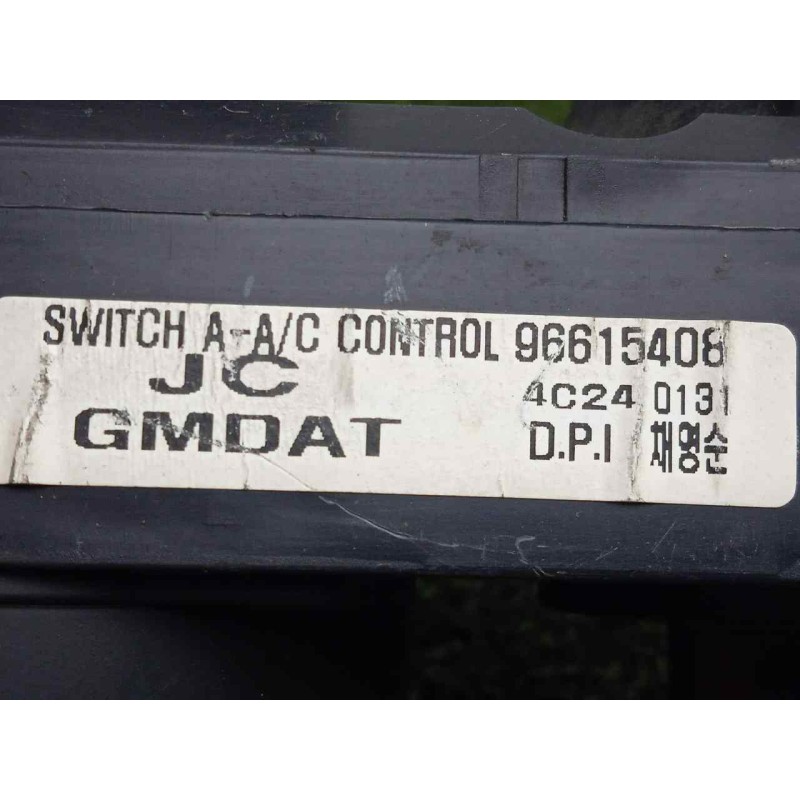 SWITCH A-A/C CONTROL 96615408
JC 4C24 0131
GMDAT D.P.I 채영순